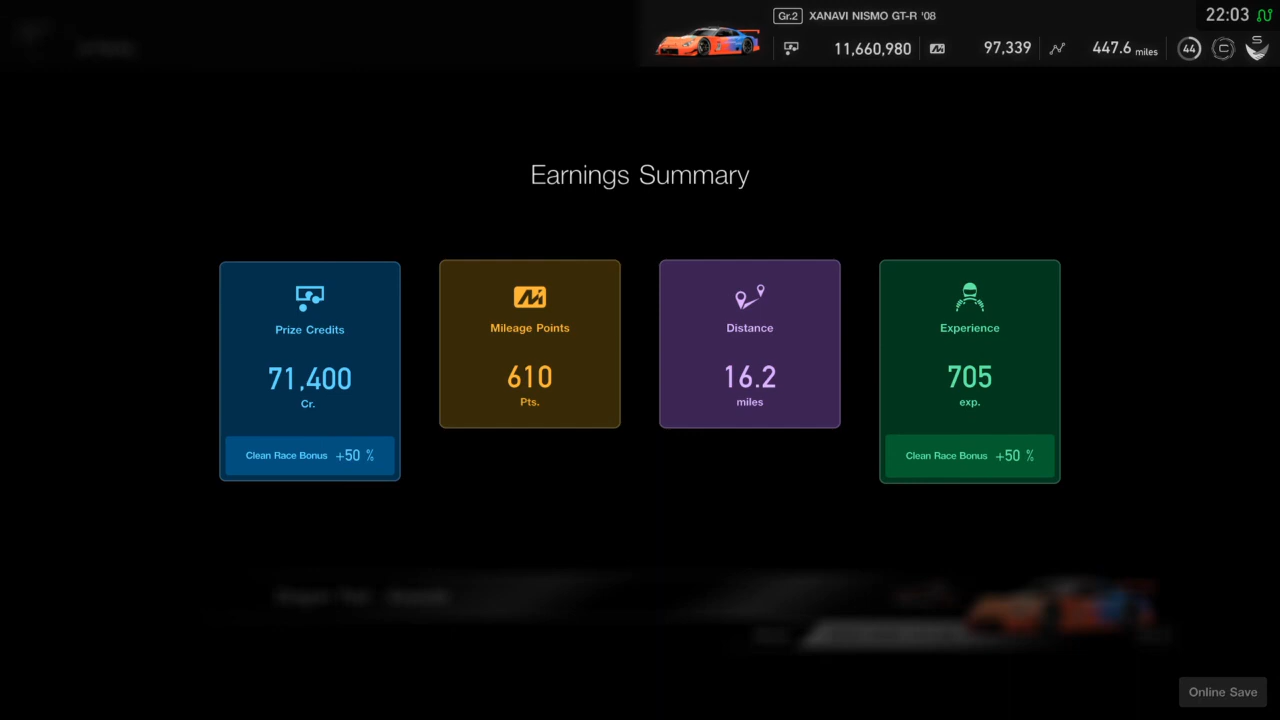 Gr.2 XANAVI NISMO GT-R '08
22:03
11,660,980
97,339
447.6 miles
44
C
S
Earnings Summary
Prize Credits
71,400
Cr.
Clean Race Bonus +50 %
Mileage Points
610
Pts.
Distance
16.2
miles
Experience
705
exp.
Clean Race Bonus +50 %
Online Save